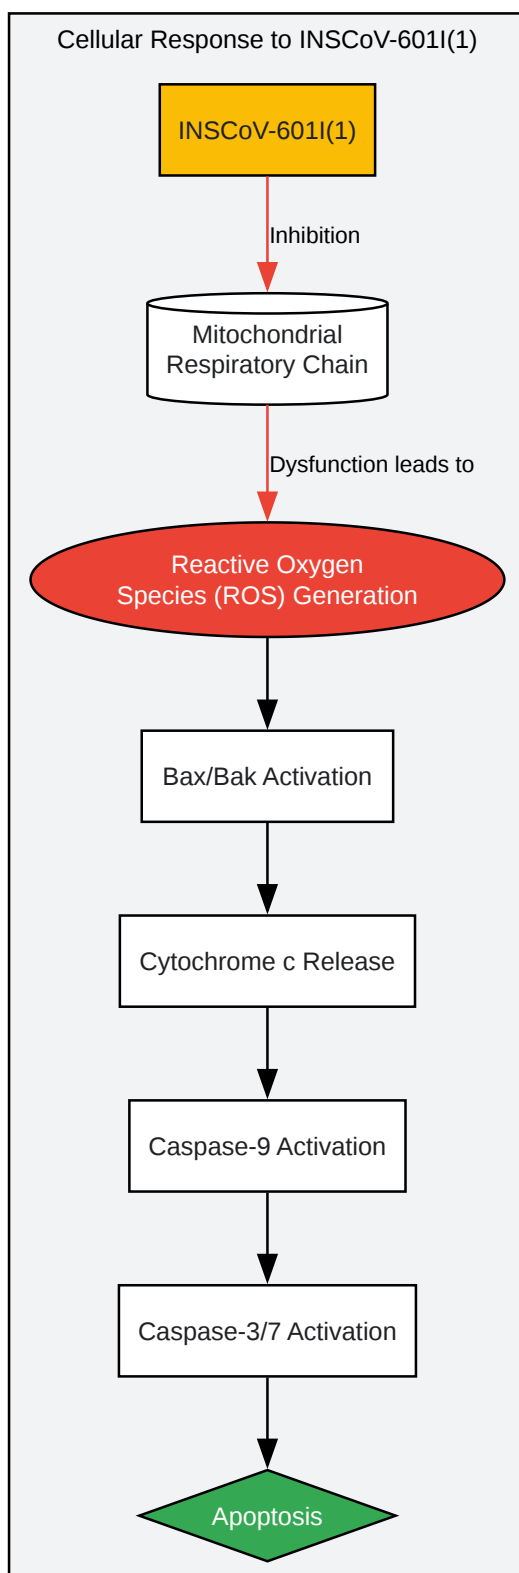 Cellular Response to INSCoV-601I(1)
INSCoV-601I(1)
Inhibition
Mitochondrial
Respiratory Chain
Dysfunction leads to
Reactive Oxygen
Species (ROS) Generation
Bax/Bak Activation
Cytochrome c Release
Caspase-9 Activation
Caspase-3/7 Activation
Apoptosis